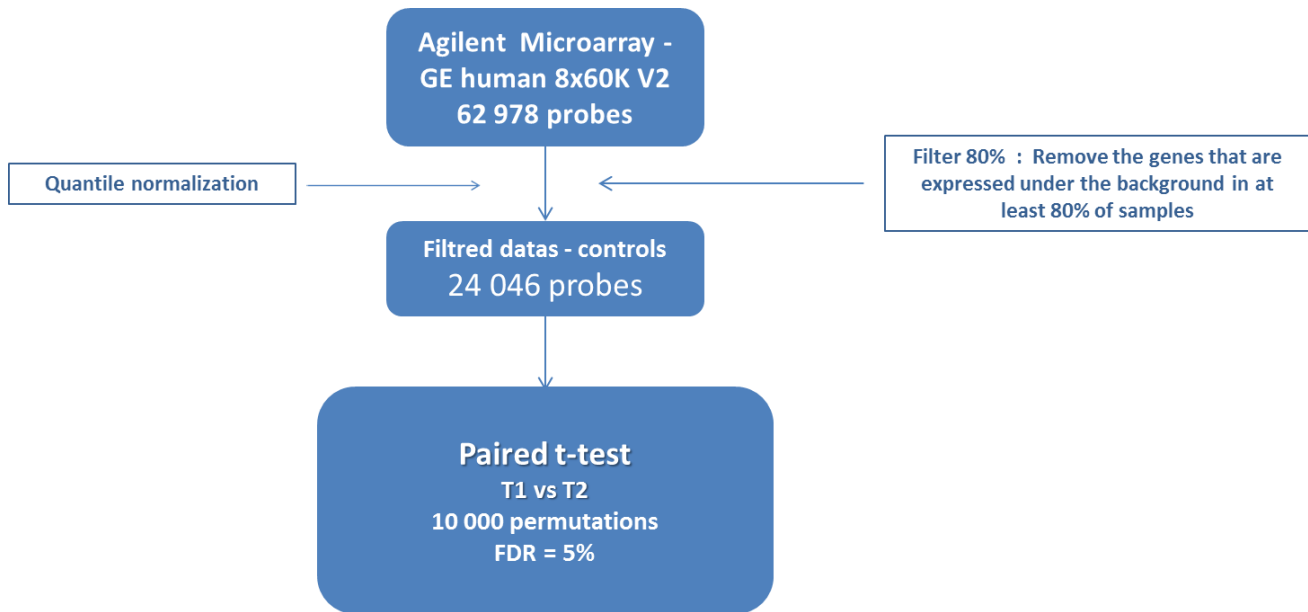 Agilent Microarray -
GE human 8x60K V2
62 978 probes
Quantile normalization
Filter 80% : Remove the genes that are
expressed under the background in at
least 80% of samples
Filtred datas - controls
24 046 probes
Paired t-test
T1 vs T2
10 000 permutations
FDR = 5%